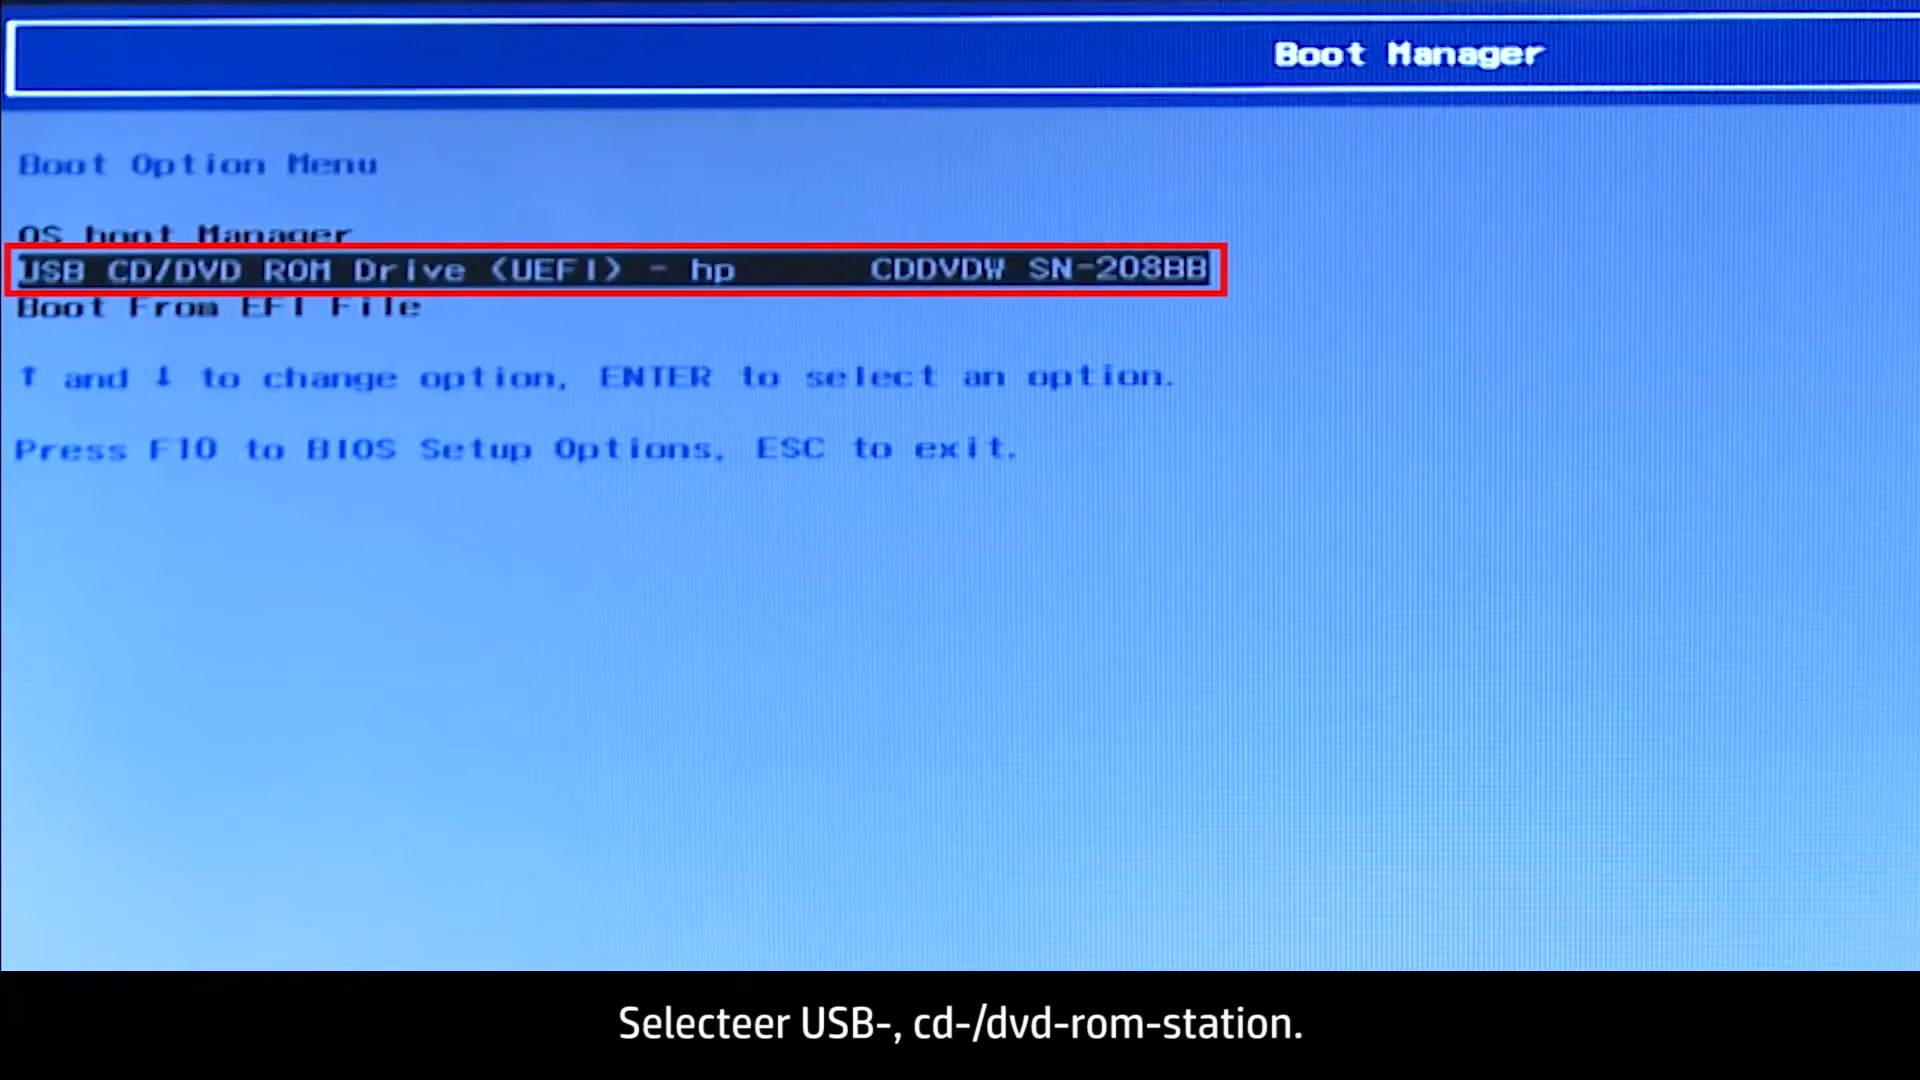 Boot Manager
Boot Option Menu
OS boot Manager
USB CD/DVD ROM Drive (UEFI) - hp CDDVDW SN-208BB
Boot From EFI File
↑ and ↓ to change option, ENTER to select an option.
Press F10 to BIOS Setup Options, ESC to exit.
Selecteer USB-, cd-/dvd-rom-station.